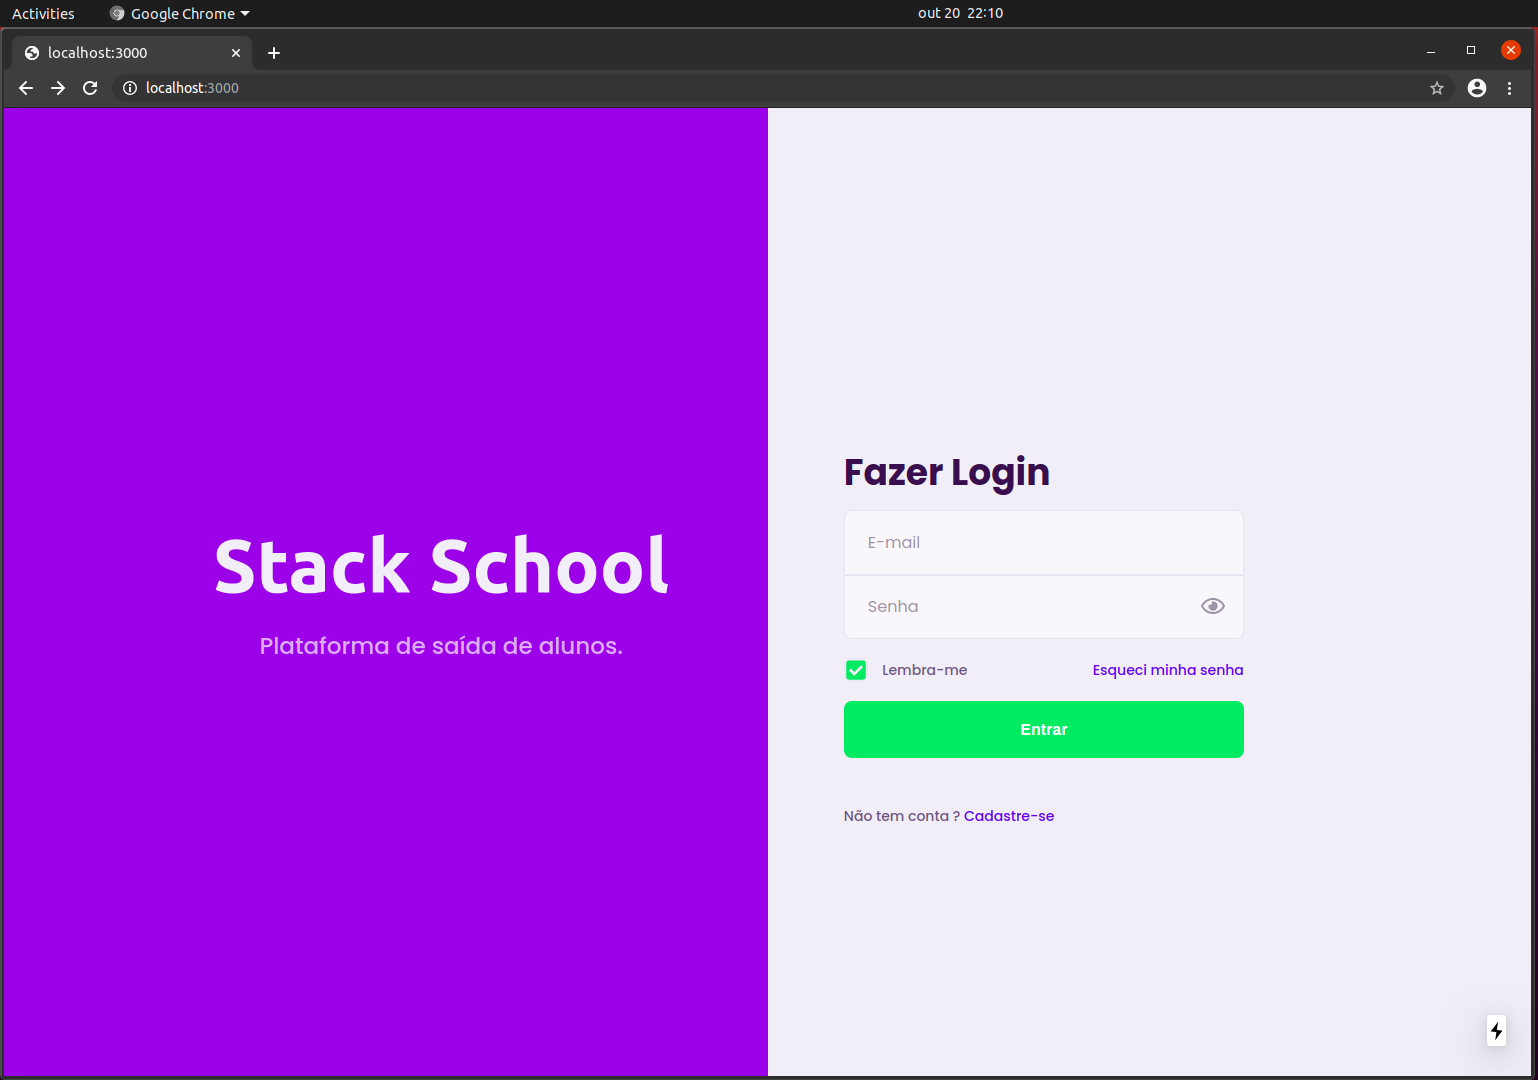 Activities
Google Chrome
out 20 22:10
localhost:3000
localhost:3000
Stack School
Plataforma de saída de alunos.
Fazer Login
E-mail
Senha
Lembra-me
Esqueci minha senha
Entrar
Não tem conta ? Cadastre-se